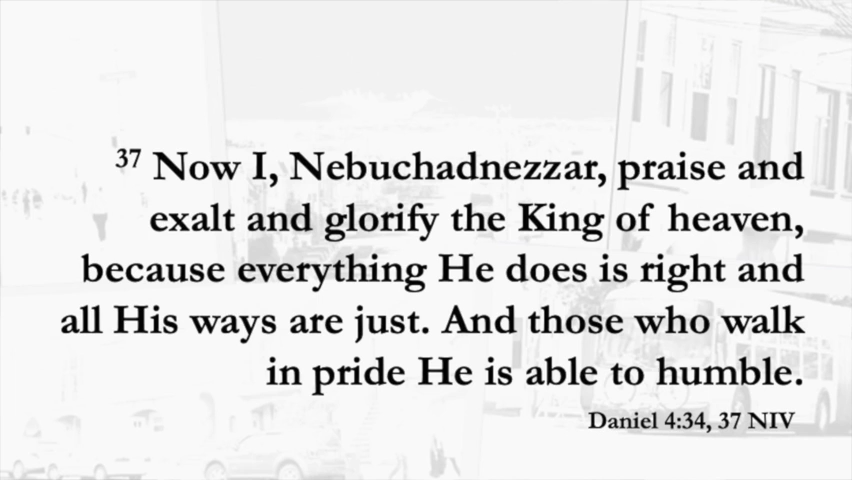 37 Now I, Nebuchadnezzar, praise and
exalt and glorify the King of heaven,
because everything He does is right and
all His ways are just. And those who walk
in pride He is able to humble.
Daniel 4:34, 37 NIV